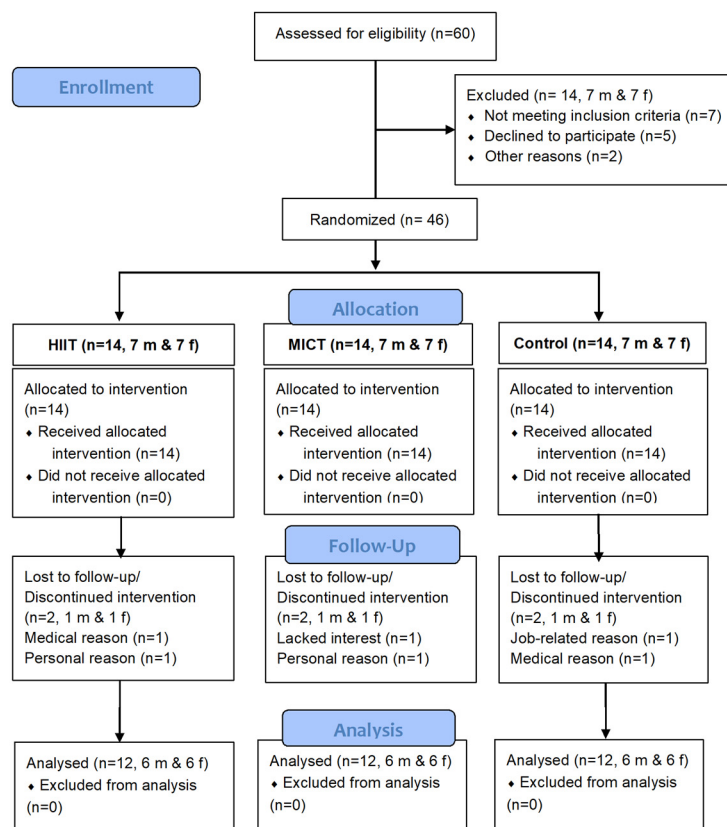 Assessed for eligibility (n=60)
Enrollment
Excluded (n= 14, 7 m & 7 f)
♦ Not meeting inclusion criteria (n=7)
♦ Declined to participate (n=5)
♦ Other reasons (n=2)
Randomized (n= 46)
Allocation
HIIT (n=14, 7 m & 7 f)
MICT (n=14, 7 m & 7 f)
Control (n=14, 7 m & 7 f)
Allocated to intervention
(n=14)
♦ Received allocated
intervention (n=14)
♦ Did not receive allocated
intervention (n=0)
Allocated to intervention
(n=14)
♦ Received allocated
intervention (n=14)
♦ Did not receive allocated
intervention (n=0)
Allocated to intervention
(n=14)
♦ Received allocated
intervention (n=14)
♦ Did not receive allocated
intervention (n=0)
Follow-Up
Lost to follow-up/
Discontinued intervention
(n=2, 1 m & 1 f)
Medical reason (n=1)
Personal reason (n=1)
Lost to follow-up/
Discontinued intervention
(n=2, 1 m & 1 f)
Lacked interest (n=1)
Personal reason (n=1)
Lost to follow-up/
Discontinued intervention
(n=2, 1 m & 1 f)
Job-related reason (n=1)
Medical reason (n=1)
Analysis
Analysed (n=12, 6 m & 6 f)
♦ Excluded from analysis
(n=0)
Analysed (n=12, 6 m & 6 f)
♦ Excluded from analysis
(n=0)
Analysed (n=12, 6 m & 6 f)
♦ Excluded from analysis
(n=0)